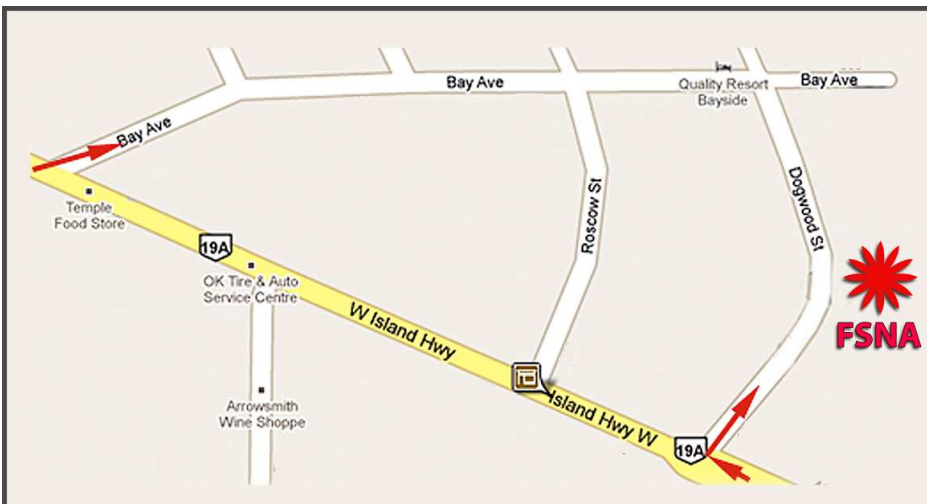 Bay Ave
Quality Resort
Bayside
Bay Ave
Bay Ave
Temple
Food Store
19A
OK Tire & Auto
Service Centre
Roscow St
Dogwood St
FSNA
W Island Hwy
Arrowsmith
Wine Shoppe
Island Hwy W
19A